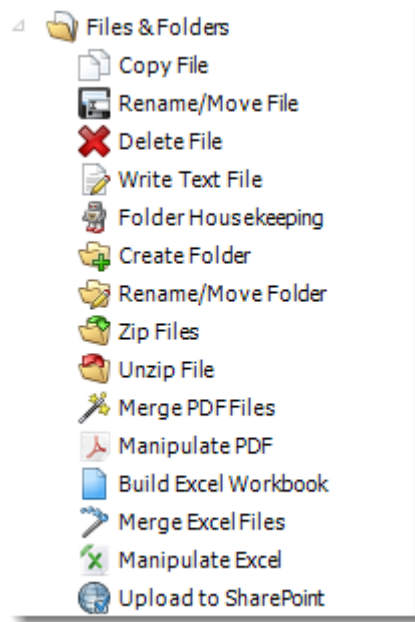 Files & Folders
Copy File
Rename/Move File
Delete File
Write Text File
Folder Housekeeping
Create Folder
Rename/Move Folder
Zip Files
Unzip File
Merge PDF Files
Manipulate PDF
Build Excel Workbook
Merge Excel Files
Manipulate Excel
Upload to SharePoint